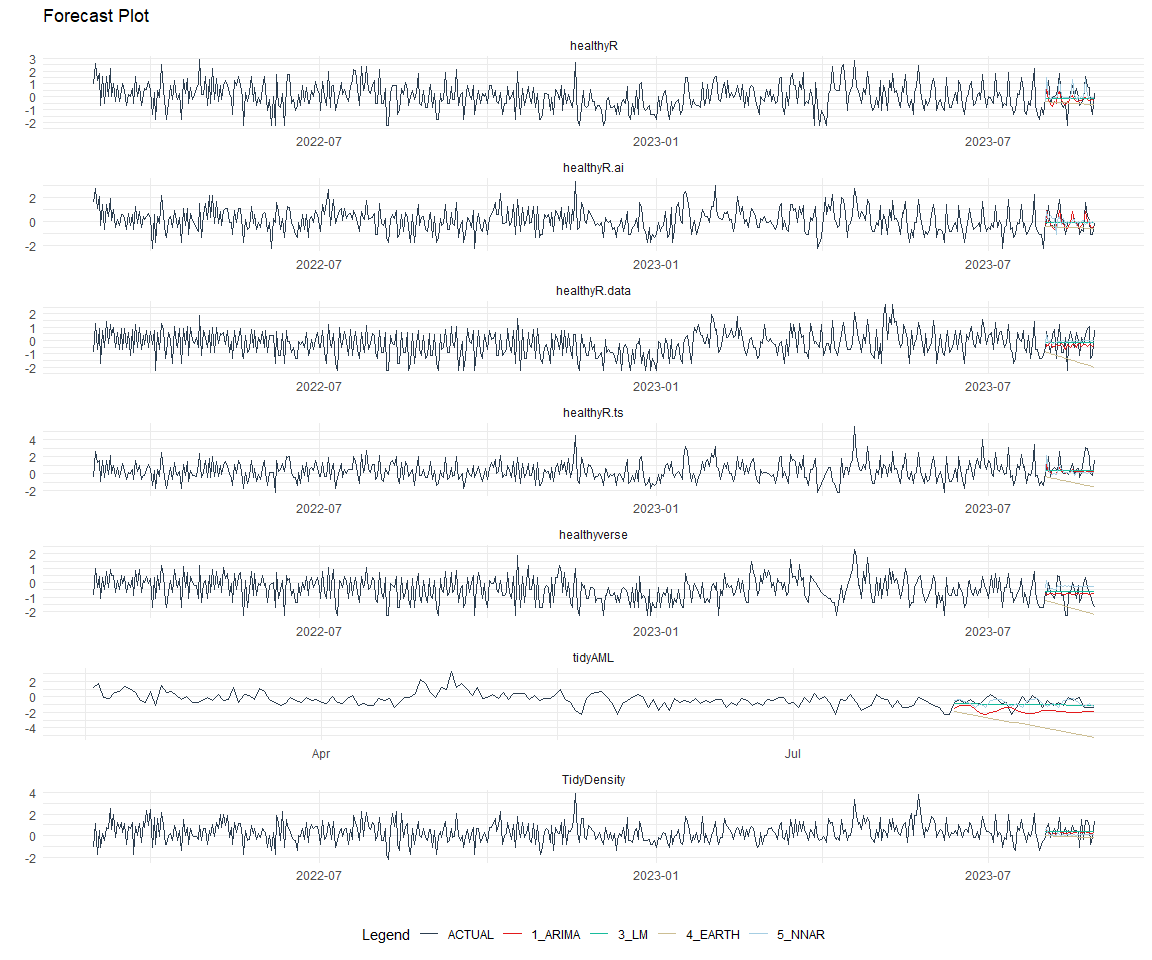 Forecast Plot
healthyR
3
2
1
0
-1
-2
2022-07 2023-01 2023-07
healthyR.ai
2
0
-2
2022-07 2023-01 2023-07
healthyR.data
2
1
0
-1
-2
2022-07 2023-01 2023-07
healthyR.ts
4
2
0
-2
2022-07 2023-01 2023-07
healthyverse
2
1
0
-1
-2
2022-07 2023-01 2023-07
tidyAML
2
0
-2
-4
Apr Jul
TidyDensity
4
2
0
-2
2022-07 2023-01 2023-07
Legend ACTUAL 1_ARIMA 3_LM 4_EARTH 5_NNAR